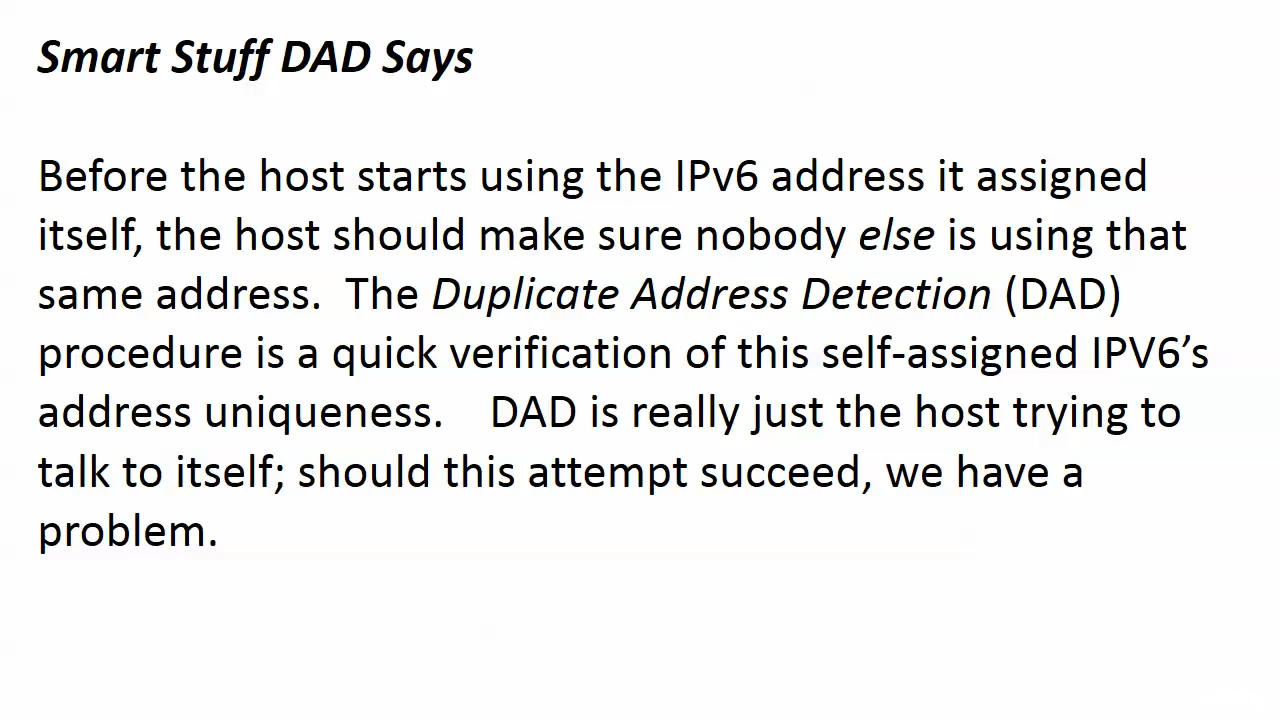 Smart Stuff DAD Says
Before the host starts using the IPv6 address it assigned
itself, the host should make sure nobody else is using that
same address.  The Duplicate Address Detection (DAD)
procedure is a quick verification of this self-assigned IPV6’s
address uniqueness.    DAD is really just the host trying to
talk to itself; should this attempt succeed, we have a
problem.